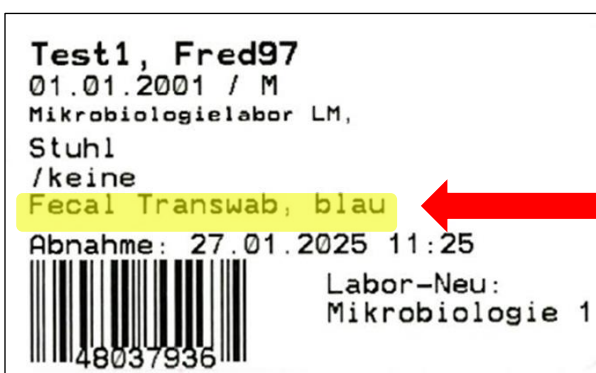 Test1, Fred97
01.01.2001 / M
Mikrobiologielabor LM,
Stuhl
/keine
Fecal Transwab, blau
Abnahme: 27.01.2025 11:25
Labor-Neu:
Mikrobiologie 1
48037936